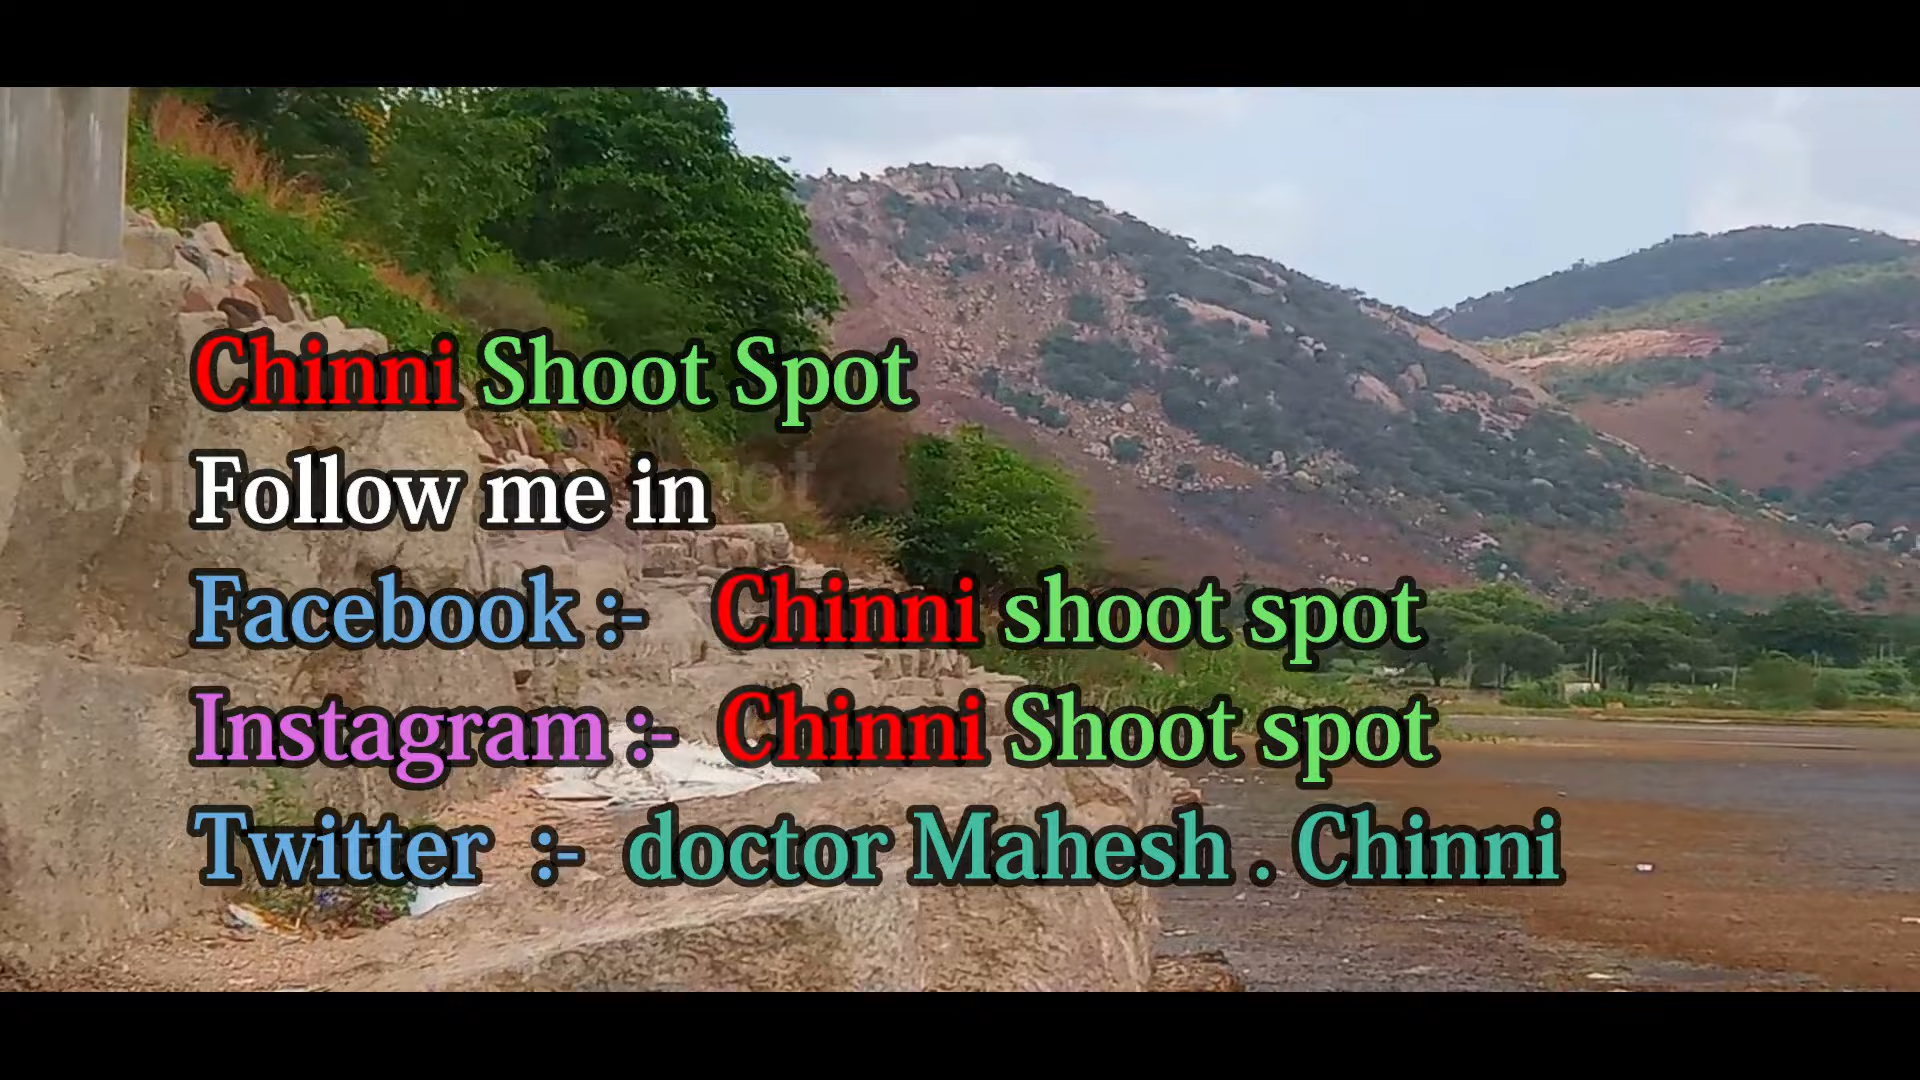 Chinni Shoot Spot
Follow me in
Facebook :- Chinni shoot spot
Instagram :- Chinni Shoot spot
Twitter :- doctor Mahesh . Chinni